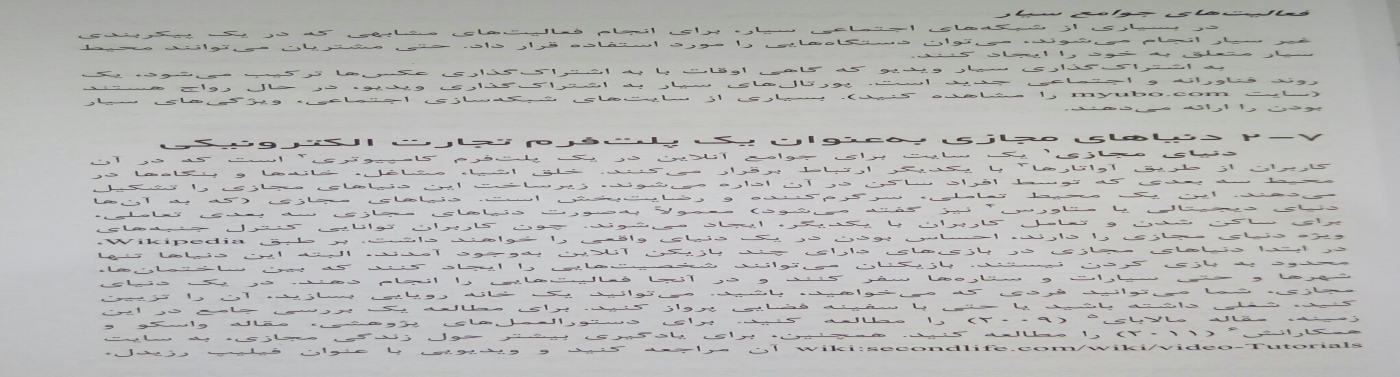 فعالیت‌های جوامع سیار
در بسیاری از شبکه‌های اجتماعی سیار، برای انجام فعالیت‌های مشابهی که در یک پیکربندی
غیر سیار انجام می‌شوند، می‌توان دستگاه‌هایی را مورد استفاده قرار داد. حتی مشتریان می‌توانند محیط
سیار متعلق به خود را ایجاد کنند.
به اشتراک‌گذاری سیار ویدیو که گاهی اوقات با به اشتراک‌گذاری عکس‌ها ترکیب می‌شود، یک
روند فناورانه و اجتماعی جدید است. پورتال‌های سیار به اشتراک‌گذاری ویدیو، در حال رواج هستند
(سایت myubo.com را مشاهده کنید). بسیاری از سایت‌های شبکه‌سازی اجتماعی، ویژگی‌های سیار
بودن را ارائه می‌دهند.
۷–۲ دنیاهای مجازی به‌عنوان یک پلت‌فرم تجارت الکترونیکی
دنیای مجازی۱ یک سایت برای جوامع آنلاین در یک پلت‌فرم کامپیوتری۲ است که در آن
کاربران از طریق آواتارها۳ با یکدیگر ارتباط برقرار می‌کنند. خلق اشیا، مشاغل، خانه‌ها و بنگاه‌ها در
محیط سه بعدی که توسط افراد ساکن در آن اداره می‌شوند، زیرساخت این دنیاهای مجازی را تشکیل
می‌دهند. این یک محیط تعاملی، سرگرم‌کننده و رضایت‌بخش است. دنیاهای مجازی (که به آن‌ها
دنیای دیجیتالی یا متاورس۴ نیز گفته می‌شود) معمولاً به‌صورت دنیاهای مجازی سه بعدی تعاملی،
برای ساکن شدن و تعامل کاربران با یکدیگر، ایجاد می‌شوند. چون کاربران توانایی کنترل جنبه‌های
ویژه دنیای مجازی را دارند، احساس بودن در یک دنیای واقعی را خواهند داشت. بر طبق Wikipedia،
در ابتدا دنیاهای مجازی در بازی‌های دارای چند بازیکن آنلاین به‌وجود آمدند. البته این دنیاها تنها
محدود به بازی کردن نیستند. بازیکنان می‌توانند شخصیت‌هایی را ایجاد کنند که بین ساختمان‌ها،
شهرها و حتی سیارات و ستاره‌ها سفر کنند و در آنجا فعالیت‌هایی را انجام دهند. در یک دنیای
مجازی، شما می‌توانید فردی که می‌خواهید، باشید. می‌توانید یک خانه رویایی بسازید، آن را تزیین
کنید، شغلی داشته باشید یا حتی با سفینه فضایی پرواز کنید. برای مطالعه یک بررسی جامع در این
زمینه، مقاله مالابای۵ (۲۰۰۹) را مطالعه کنید. برای دستورالعمل‌های پژوهشی، مقاله واسکو و
همکارانش۶ (۲۰۱۱) را مطالعه کنید. همچنین، برای یادگیری بیشتر حول زندگی مجازی، به سایت
wiki:secondlife.com/wiki/video-Tutorials آن مراجعه کنید و ویدیویی با عنوان فیلیپ رزیدل،